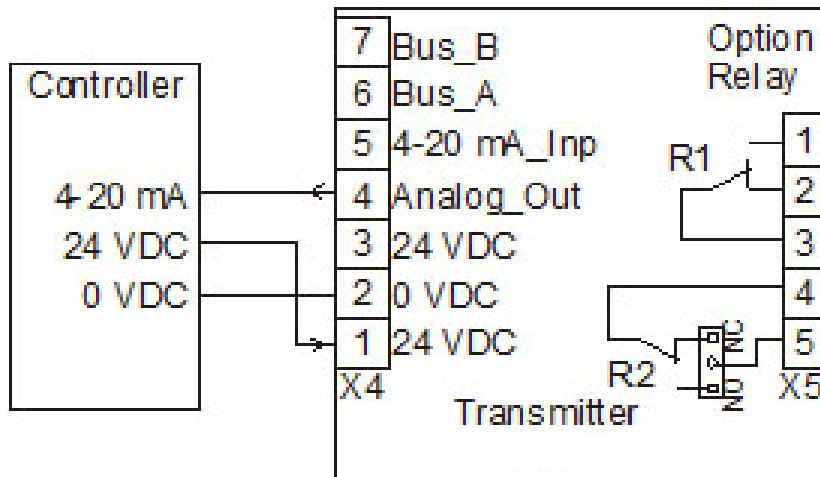 Controller
4-20 mA
24 VDC
0 VDC
7 Bus_B
6 Bus_A
5 4-20 mA_Inp
4 Analog_Out
3 24 VDC
2 0 VDC
1 24 VDC
X4
Transmitter
Option
Relay
R1
1
2
3
4
5
X5
R2
NC
NO